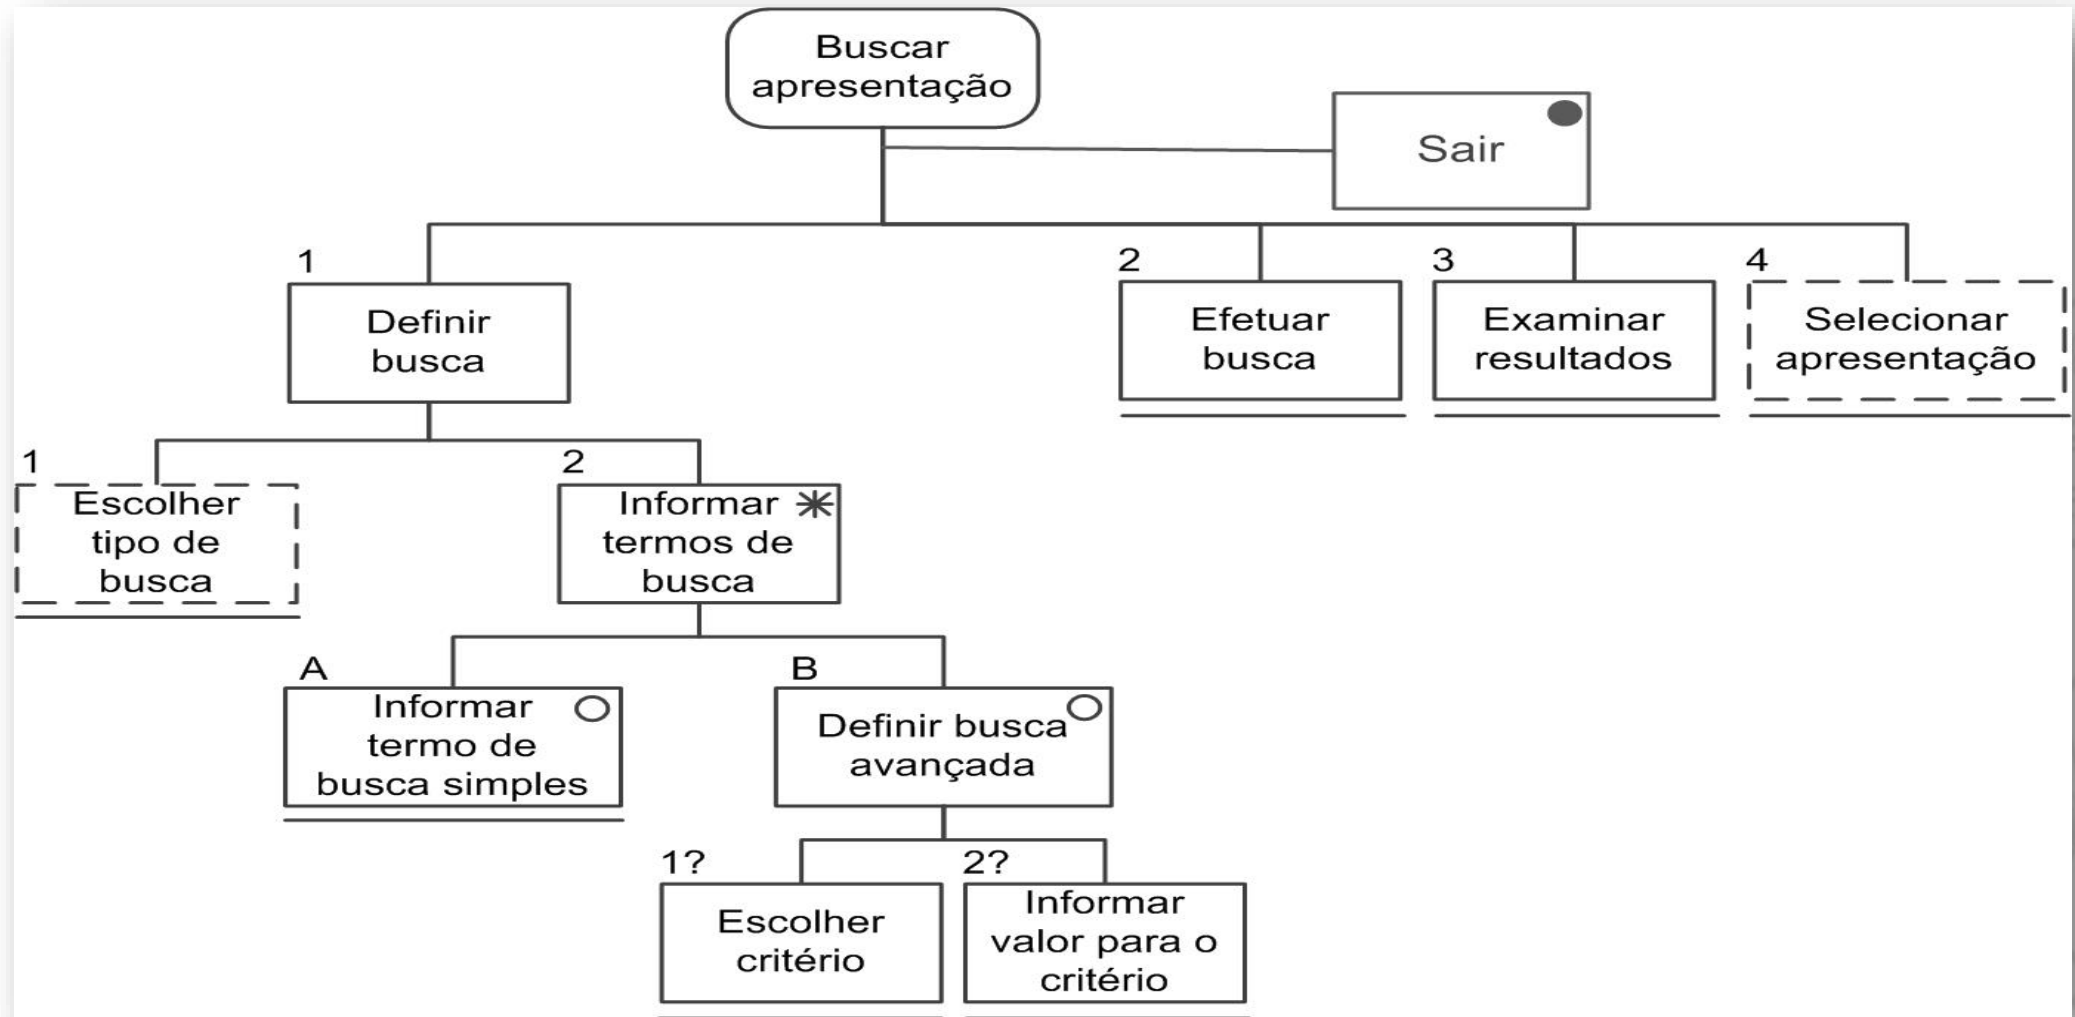 Buscar
apresentação
Sair
1
Definir
busca
2
Efetuar
busca
3
Examinar
resultados
4
Selecionar
apresentação
1
Escolher
tipo de
busca
2
Informar
termos de
busca
A
Informar
termo de
busca simples
B
Definir busca
avançada
1?
Escolher
critério
2?
Informar
valor para o
critério